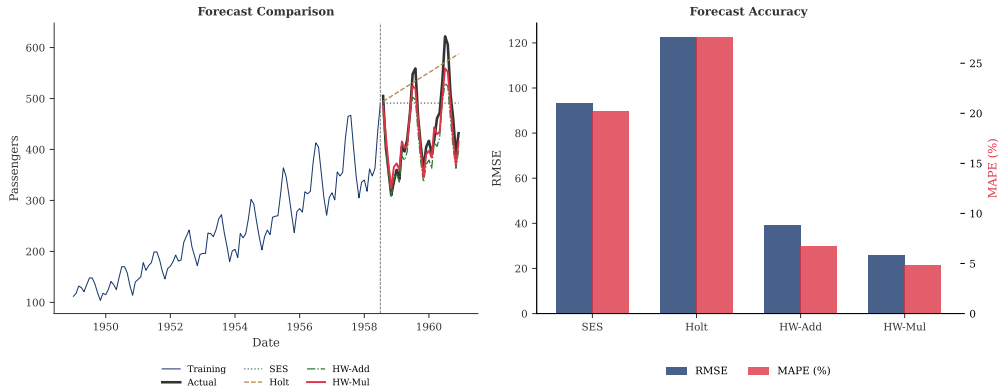 Forecast Comparison
Passengers
600
500
400
300
200
100
1950
1952
1954
1956
1958
1960
Date
Training
Actual
SES
Holt
HW-Add
HW-Mul
Forecast Accuracy
RMSE
120
100
80
60
40
20
0
SES
Holt
HW-Add
HW-Mul
25
20
15
10
5
0
MAPE (%)
RMSE
MAPE (%)